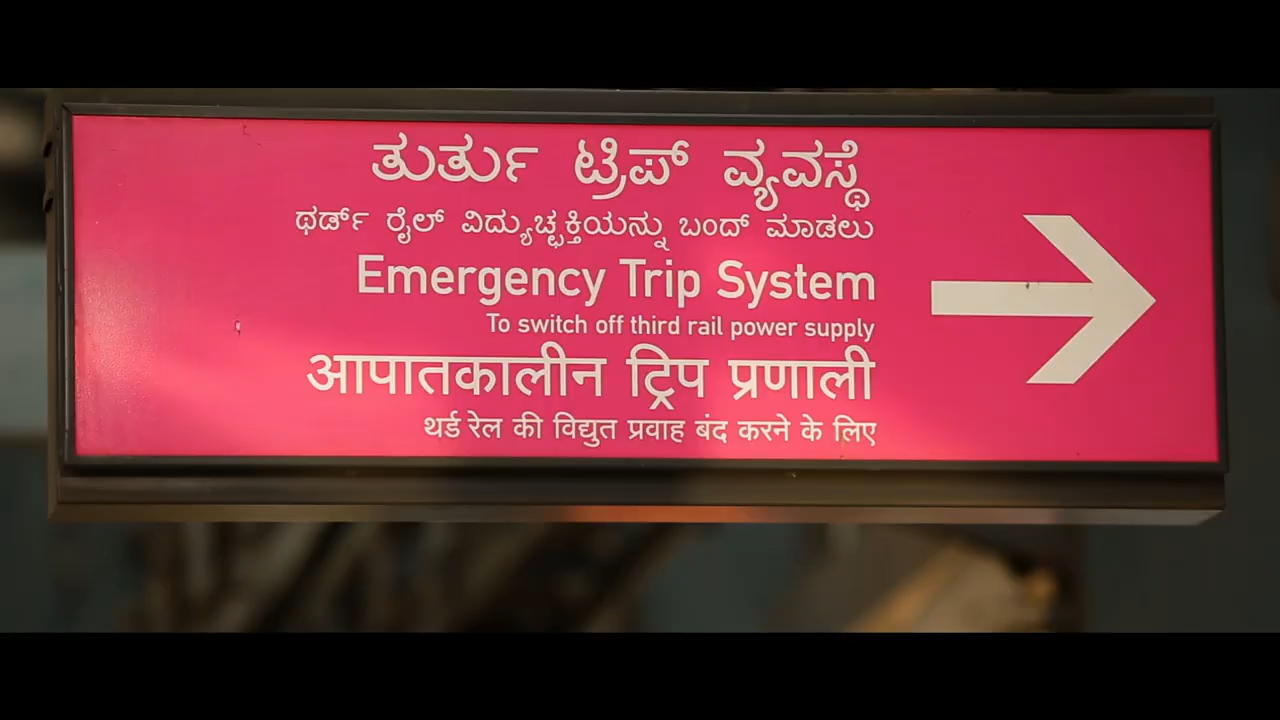 ತುರ್ತು ಟ್ರಿಪ್ ವ್ಯವಸ್ಥೆ
ಥರ್ಡ್ ರೈಲ್ ವಿದ್ಯುಚ್ಛಕ್ತಿಯನ್ನು ಬಂದ್ ಮಾಡಲು
Emergency Trip System
To switch off third rail power supply
आपातकालीन ट्रिप प्रणाली
थर्ड रेल की विद्युत प्रवाह बंद करने के लिए